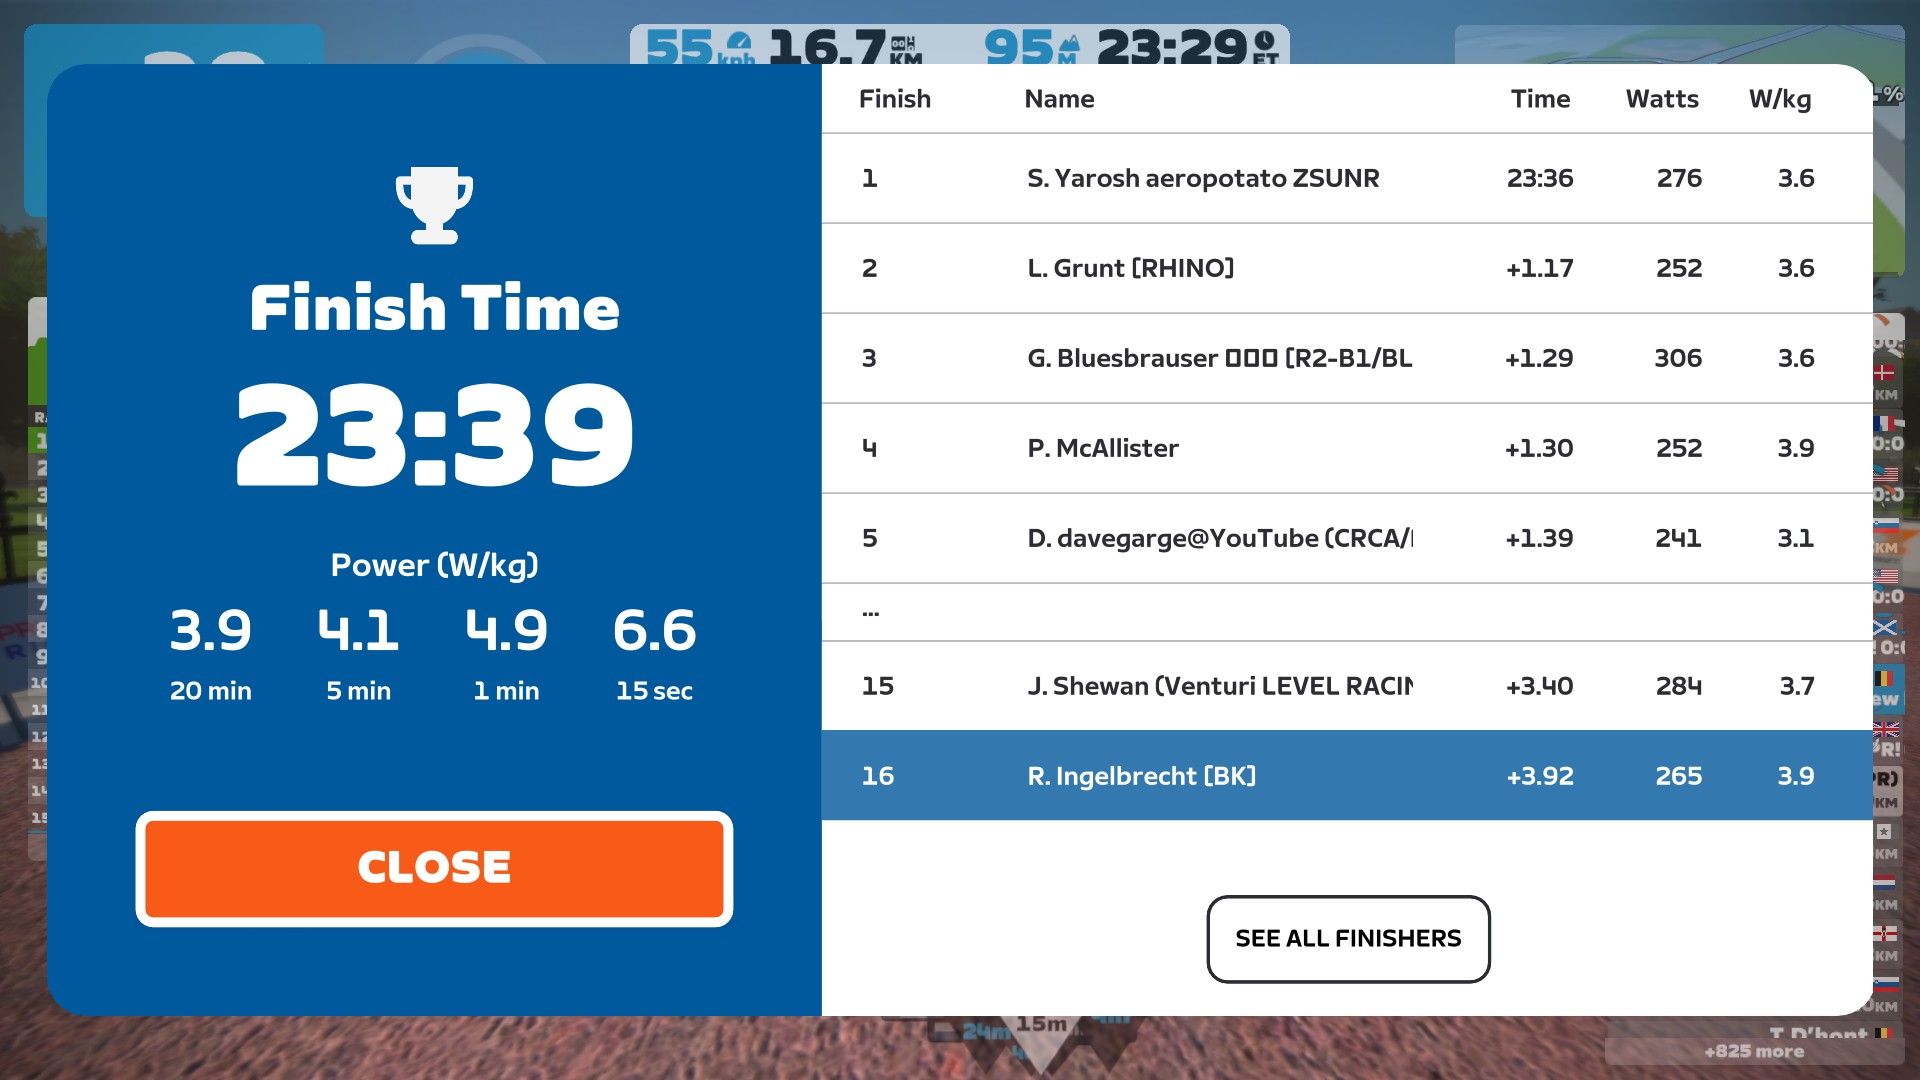 55 kph 16.7 KM 95 M 23:29 ET
Finish Time
23:39
Power (W/kg)
3.9 4.1 4.9 6.6
20 min 5 min 1 min 15 sec
CLOSE
Finish Name Time Watts W/kg
1 S. Yarosh aeropotato ZSUNR 23:36 276 3.6
2 L. Grunt [RHINO] +1.17 252 3.6
3 G. Bluesbrauser [R2-B1/BL +1.29 306 3.6
4 P. McAllister +1.30 252 3.9
5 D. davegarge@YouTube (CRCA/ +1.39 241 3.1
...
15 J. Shewan (Venturi LEVEL RACIN +3.40 284 3.7
16 R. Ingelbrecht [BK] +3.92 265 3.9
SEE ALL FINISHERS
24m 15m
T. D'hont
+825 more